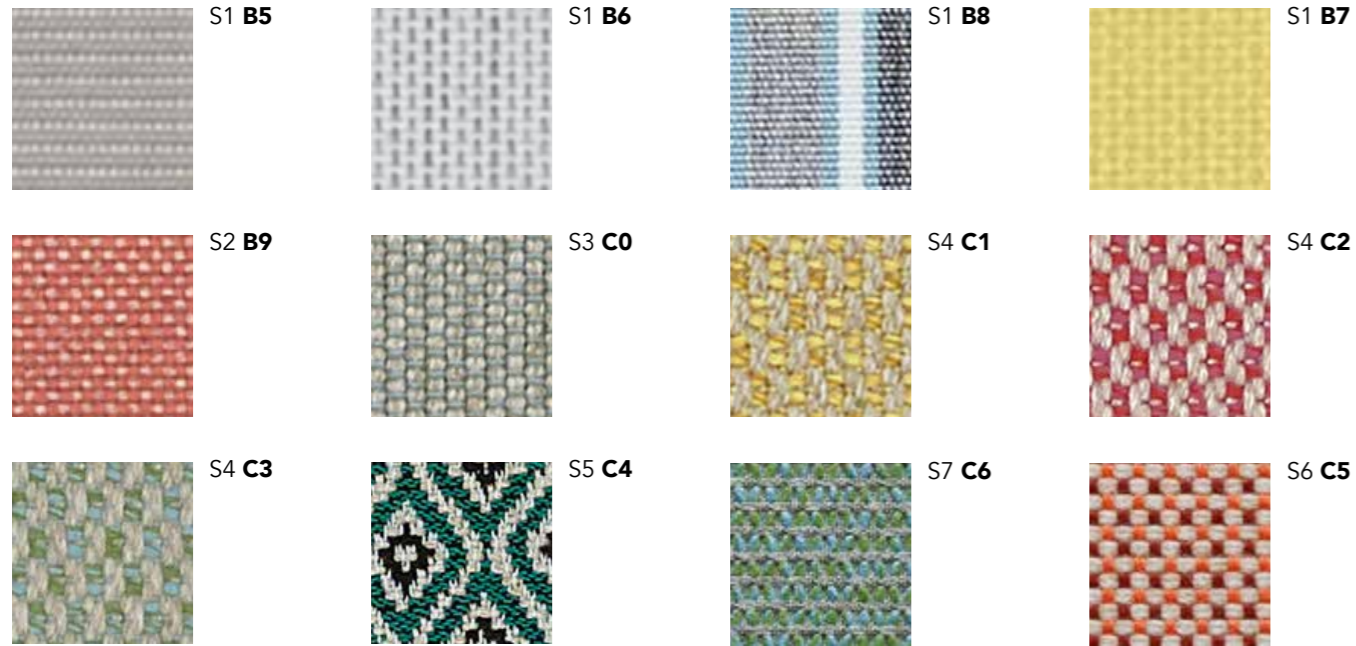 S1 B5
S1 B6
S1 B8
S1 B7
S2 B9
S3 C0
S4 C1
S4 C2
S4 C3
S5 C4
S7 C6
S6 C5